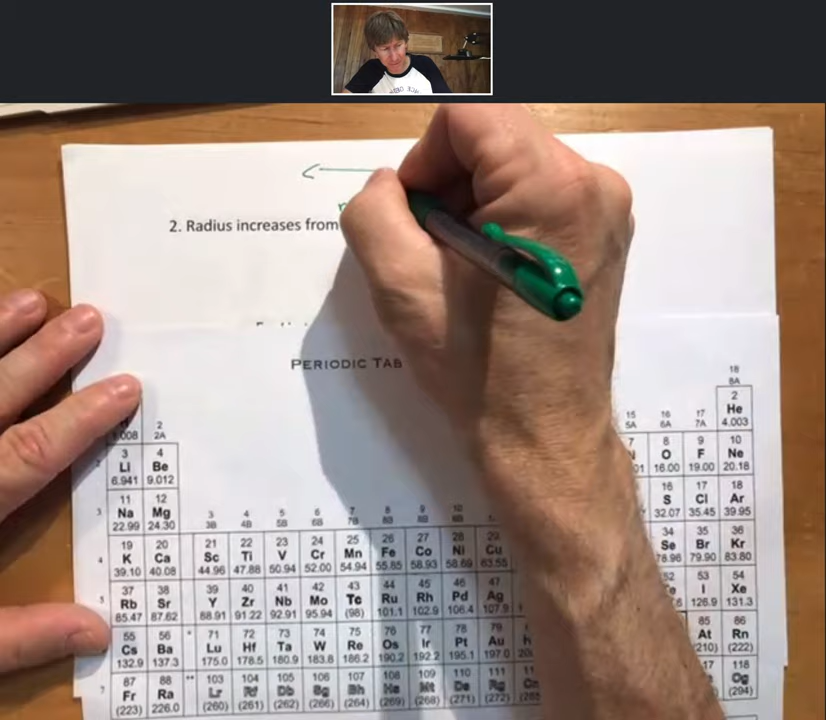 2. Radius increases from
PERIODIC TAB
18
8A
2
He
4.003
2
2A
15 16 17
5A 6A 7A
1.008
3 4
Li Be
6.941 9.012
7 8 9 10
O F Ne
16.00 19.00 20.18
11 12
Na Mg
22.99 24.30
3 4 5 6 7 8 9 10
3B 4B 5B 6B 7B 8B 8B 8B
16 17 18
S Cl Ar
32.07 35.45 39.95
19 20 21 22 23 24 25 26 27 28 29 34 35 36
K Ca Sc Ti V Cr Mn Fe Co Ni Cu Se Br Kr
39.10 40.08 44.96 47.88 50.94 52.00 54.94 55.85 58.93 58.69 63.55 78.96 79.90 83.80
37 38 39 40 41 42 43 44 45 46 47 53 54
Rb Sr Y Zr Nb Mo Tc Ru Rh Pd Ag I Xe
85.47 87.62 88.91 91.22 92.91 95.94 (98) 101.1 102.9 106.4 107.9 126.9 131.3
55 56 * 71 72 73 74 75 76 77 78 79 85 86
Cs Ba Lu Hf Ta W Re Os Ir Pt Au At Rn
132.9 137.3 175.0 178.5 180.9 183.8 186.2 190.2 192.2 195.1 197.0 (210) (222)
87 88 ** 103 104 105 106 107 108 109 110 111 118
Fr Ra Lr Rf Db Sg Bh Hs Mt Ds Rg Cn Og
(223) 226.0 (260) (261) (262) (266) (264) (269) (268) (271) (272) (285) (294)